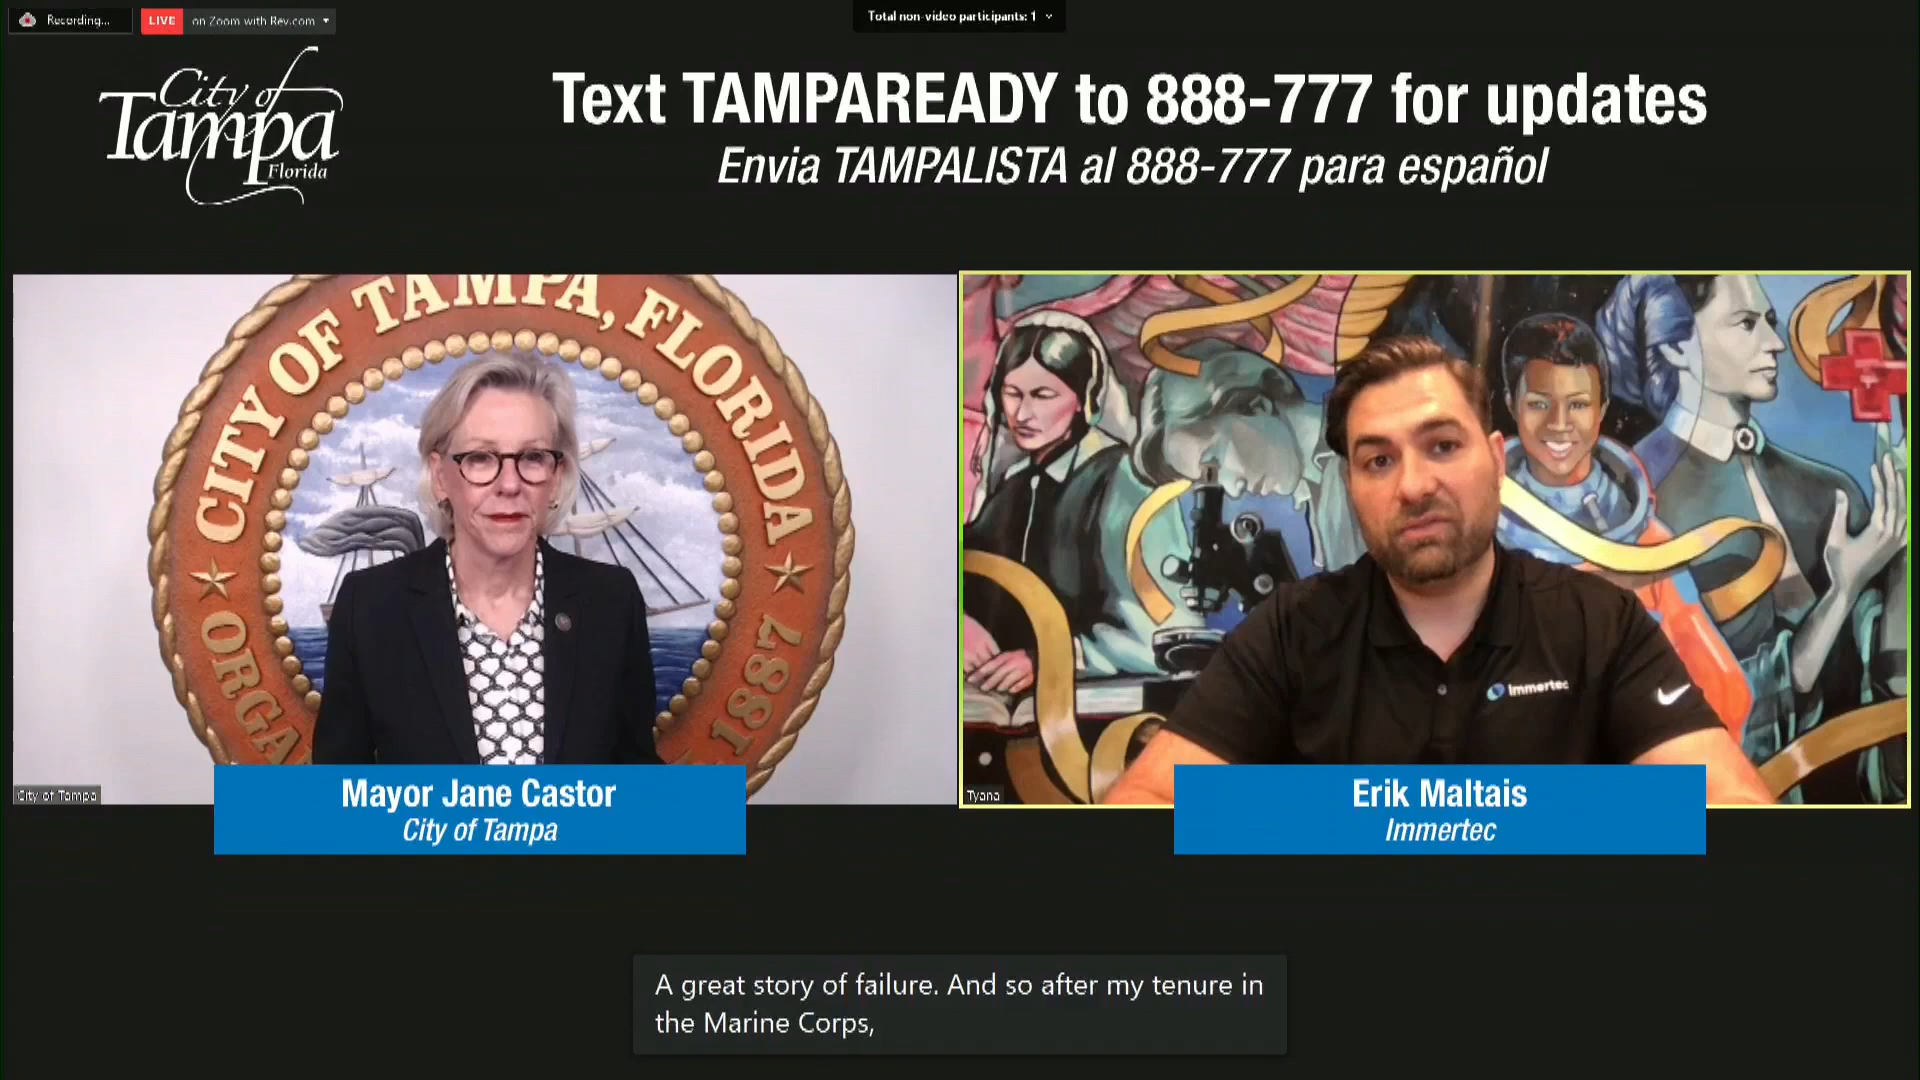 Recording...
LIVE on Zoom with Rev.com
Total non-video participants: 1
City of
Tampa
Florida
Text TAMPAREADY to 888-777 for updates
Envia TAMPALISTA al 888-777 para español
CITY OF TAMPA, FLORIDA
ORGA
1887
Immertec
City of Tampa
Tyana
Mayor Jane Castor
City of Tampa
Erik Maltais
Immertec
A great story of failure. And so after my tenure in
the Marine Corps,